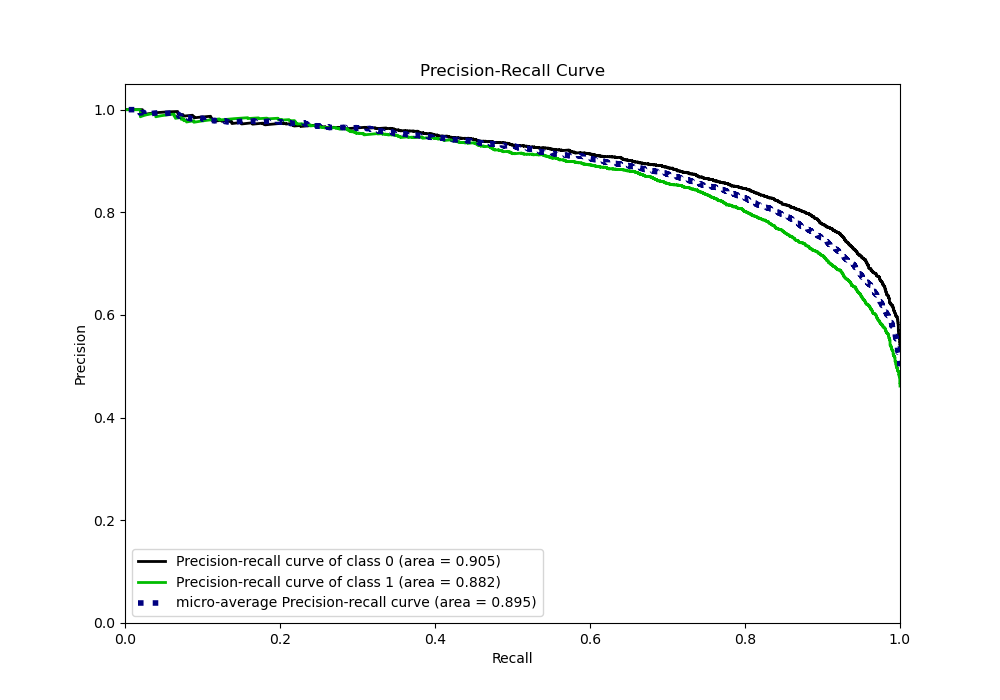 Precision-Recall Curve
1.0
0.8
0.6
0.4
0.2
0.0
Precision
Precision-recall curve of class 0 (area = 0.905)
Precision-recall curve of class 1 (area = 0.882)
micro-average Precision-recall curve (area = 0.895)
0.0 0.2 0.4 0.6 0.8 1.0
Recall